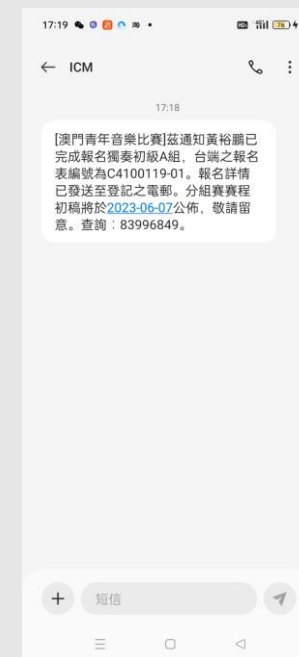 17:19
76
ICM
17:18
[澳門青年音樂比賽]茲通知黃裕鵬已
完成報名獨奏初級A組，台端之報名
表編號為C4100119-01。報名詳情
已發送至登記之電郵。分組賽賽程
初稿將於2023-06-07公佈，敬請留
意。查詢：83996849。
短信